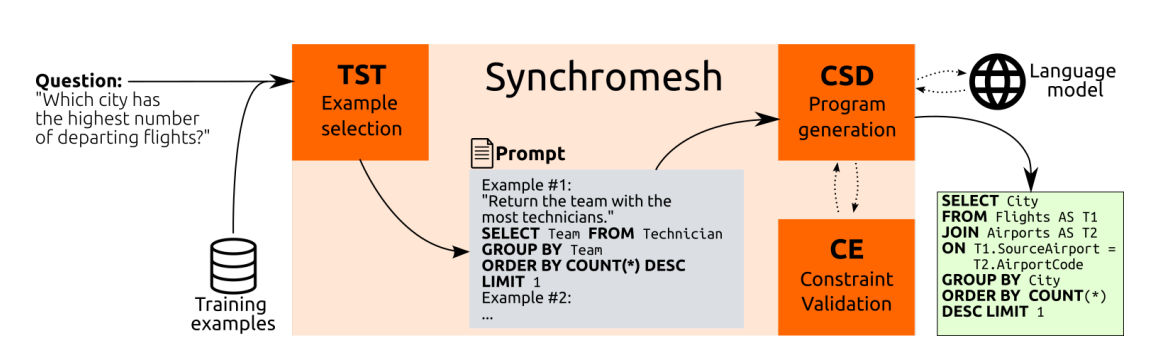 Question:
"Which city has
the highest number
of departing flights?"
Training
examples
TST
Example
selection
Synchromesh
Prompt
Example #1:
"Return the team with the
most technicians."
SELECT Team FROM Technician
GROUP BY Team
ORDER BY COUNT(*) DESC
LIMIT 1
Example #2:
...
CSD
Program
generation
CE
Constraint
Validation
Language
model
SELECT City
FROM Flights AS T1
JOIN Airports AS T2
ON T1.SourceAirport =
T2.AirportCode
GROUP BY City
ORDER BY COUNT(*)
DESC LIMIT 1